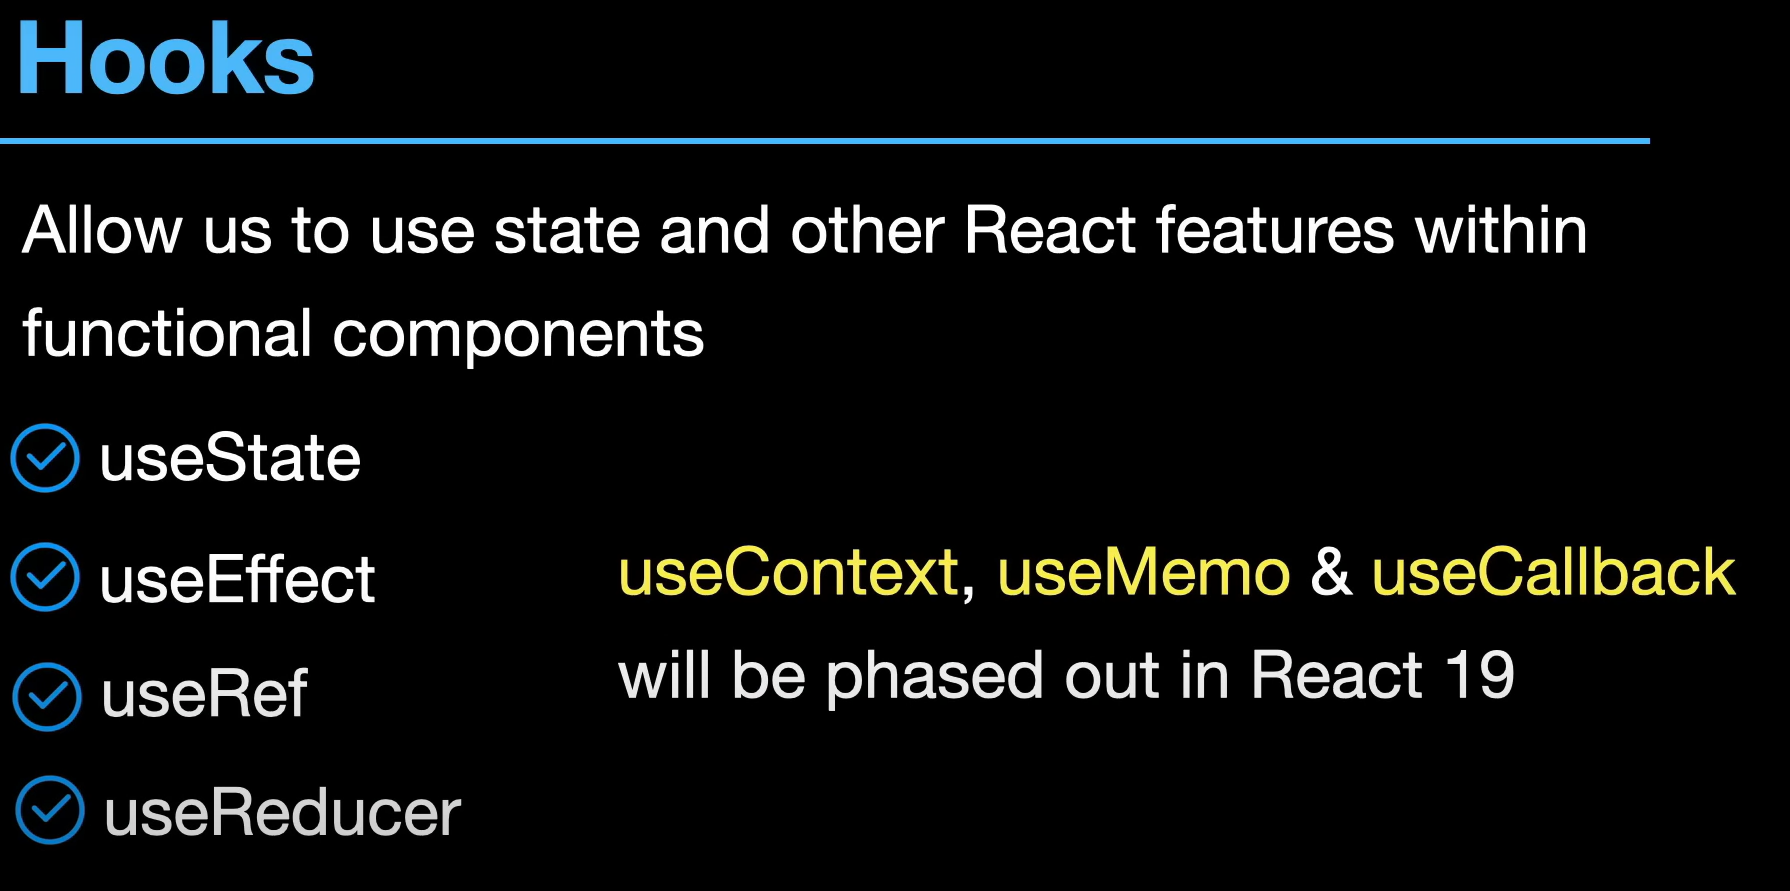 Hooks
Allow us to use state and other React features within
functional components
useState
useEffect
useRef
useReducer
useContext, useMemo & useCallback
will be phased out in React 19